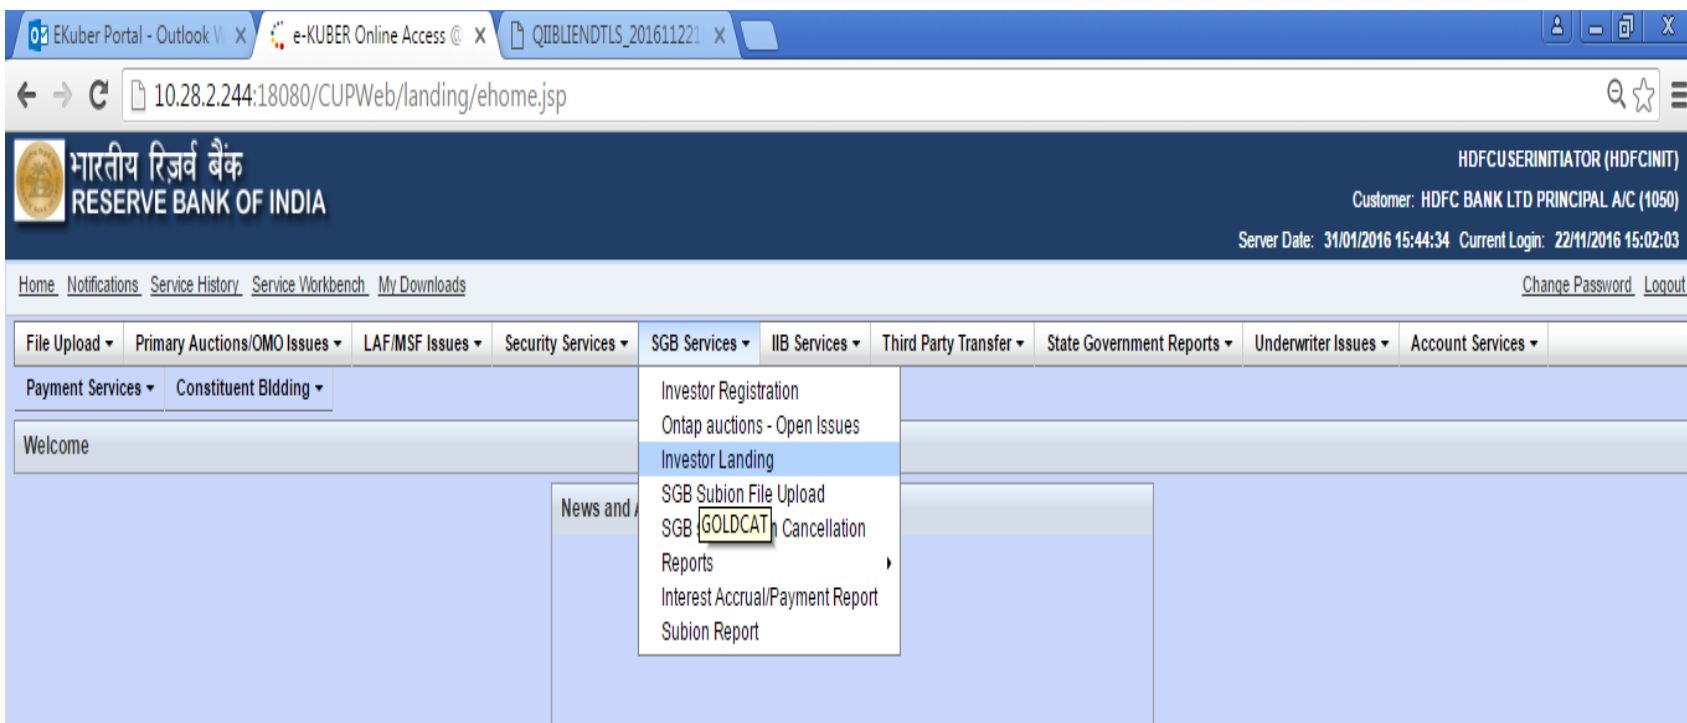 EKuber Portal - Outlook W e-KUBER Online Access @ QIIBLIENDTLS_201611221
10.28.2.244:18080/CUPWeb/landing/ehome.jsp
भारतीय रिज़र्व बैंक
RESERVE BANK OF INDIA
HDFCUSERINITIATOR (HDFCINIT)
Customer: HDFC BANK LTD PRINCIPAL A/C (1050)
Server Date: 31/01/2016 15:44:34 Current Login: 22/11/2016 15:02:03
Home Notifications Service History Service Workbench My Downloads Change Password Logout
File Upload Primary Auctions/OMO Issues LAF/MSF Issues Security Services SGB Services IIB Services Third Party Transfer State Government Reports Underwriter Issues Account Services
Payment Services Constituent BIdding
Welcome
News and
Investor Registration
Ontap auctions - Open Issues
Investor Landing
SGB Subion File Upload
SGB Cancellation
GOLDCAT
Reports
Interest Accrual/Payment Report
Subion Report